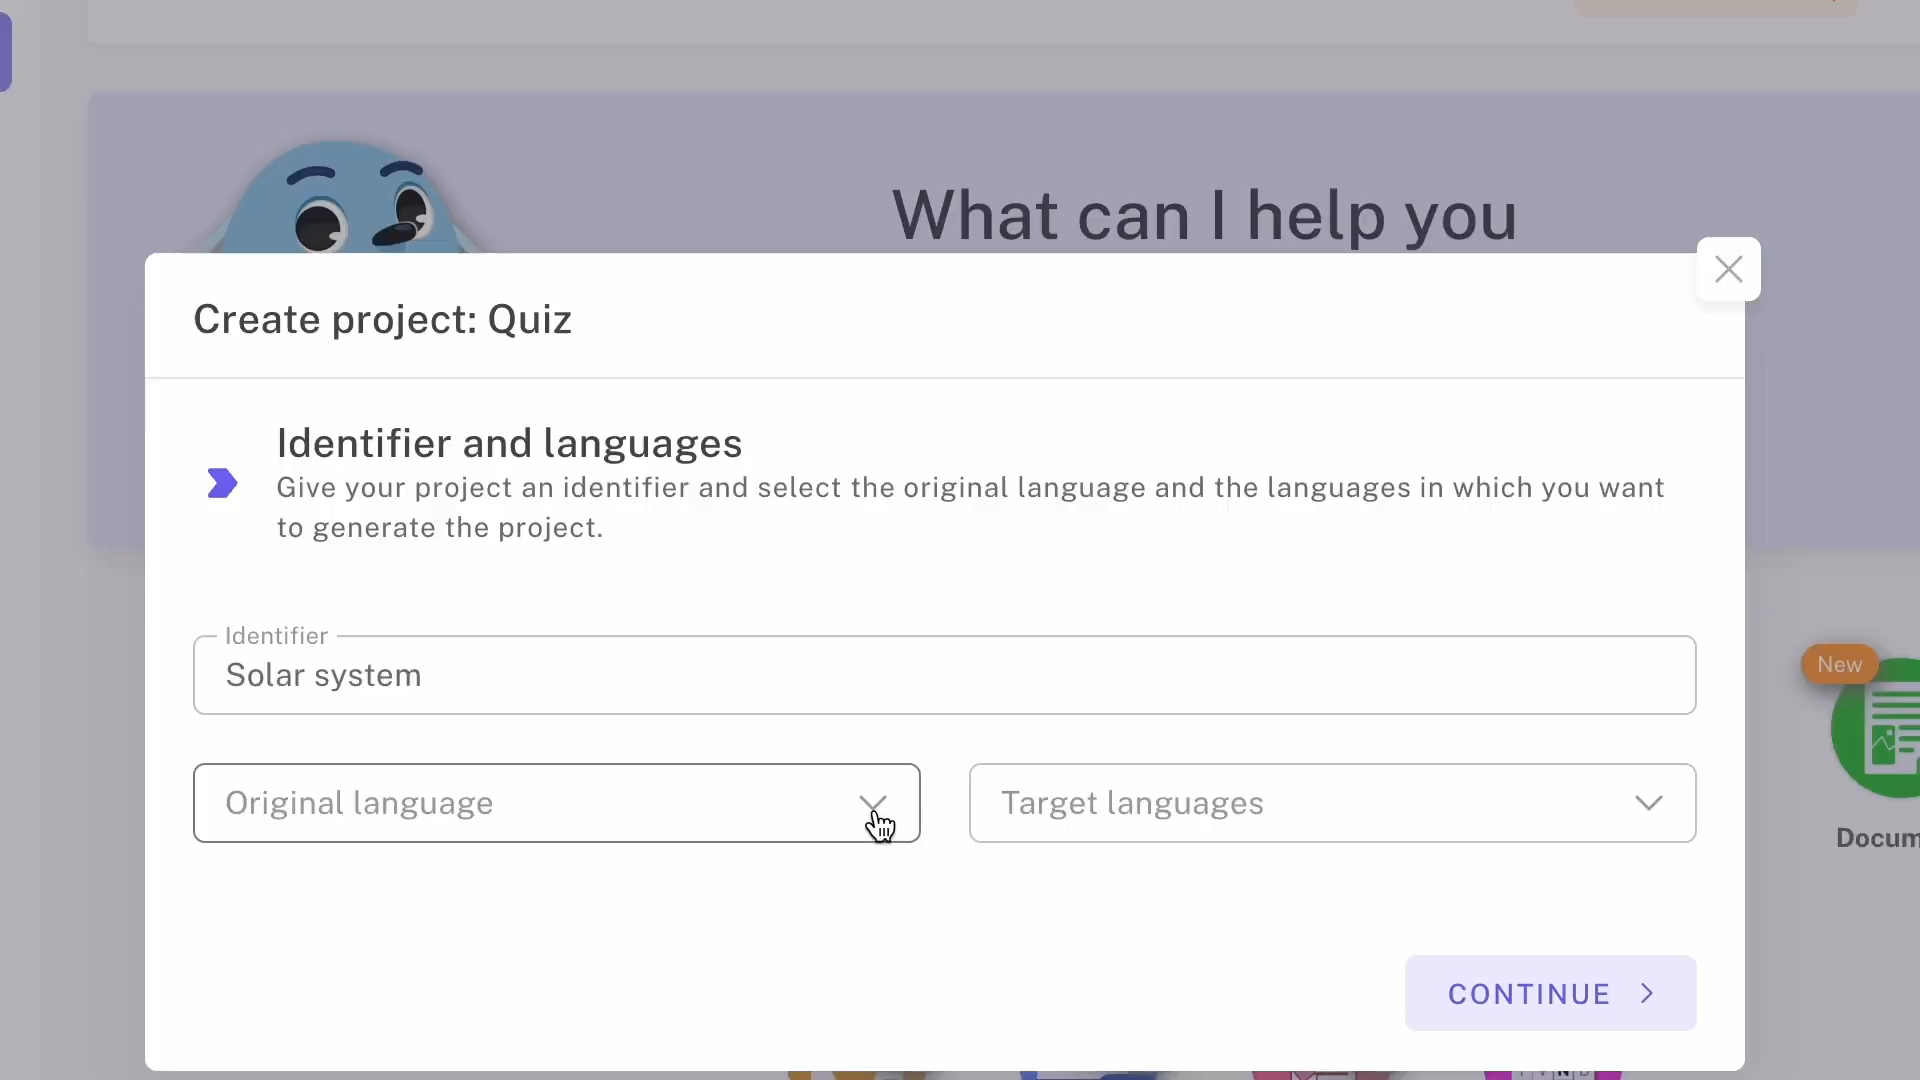 What can I help you
Create project: Quiz
Identifier and languages
Give your project an identifier and select the original language and the languages in which you want
to generate the project.
Identifier
Solar system
Original language
Target languages
New
Docum
CONTINUE